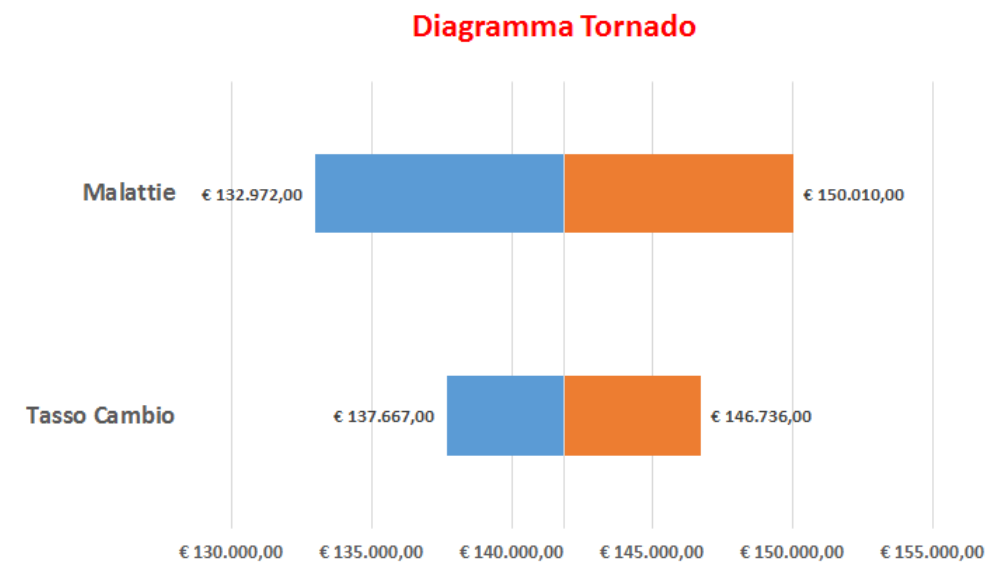 Diagramma Tornado
Malattie € 132.972,00 € 150.010,00
Tasso Cambio € 137.667,00 € 146.736,00
€ 130.000,00 € 135.000,00 € 140.000,00 € 145.000,00 € 150.000,00 € 155.000,00